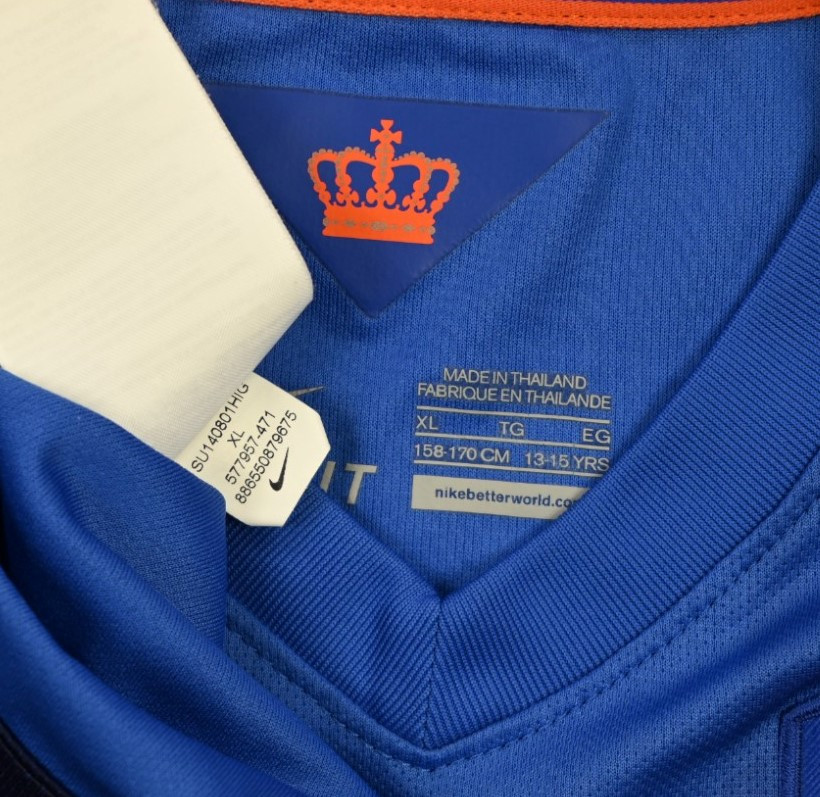 SU140801HIG
XL
577957-471
886550879675
IT
MADE IN THAILAND
FABRIQUE EN THAILANDE
XL TG EG
158-170 CM 13-15 YRS
nikebetterworld.co